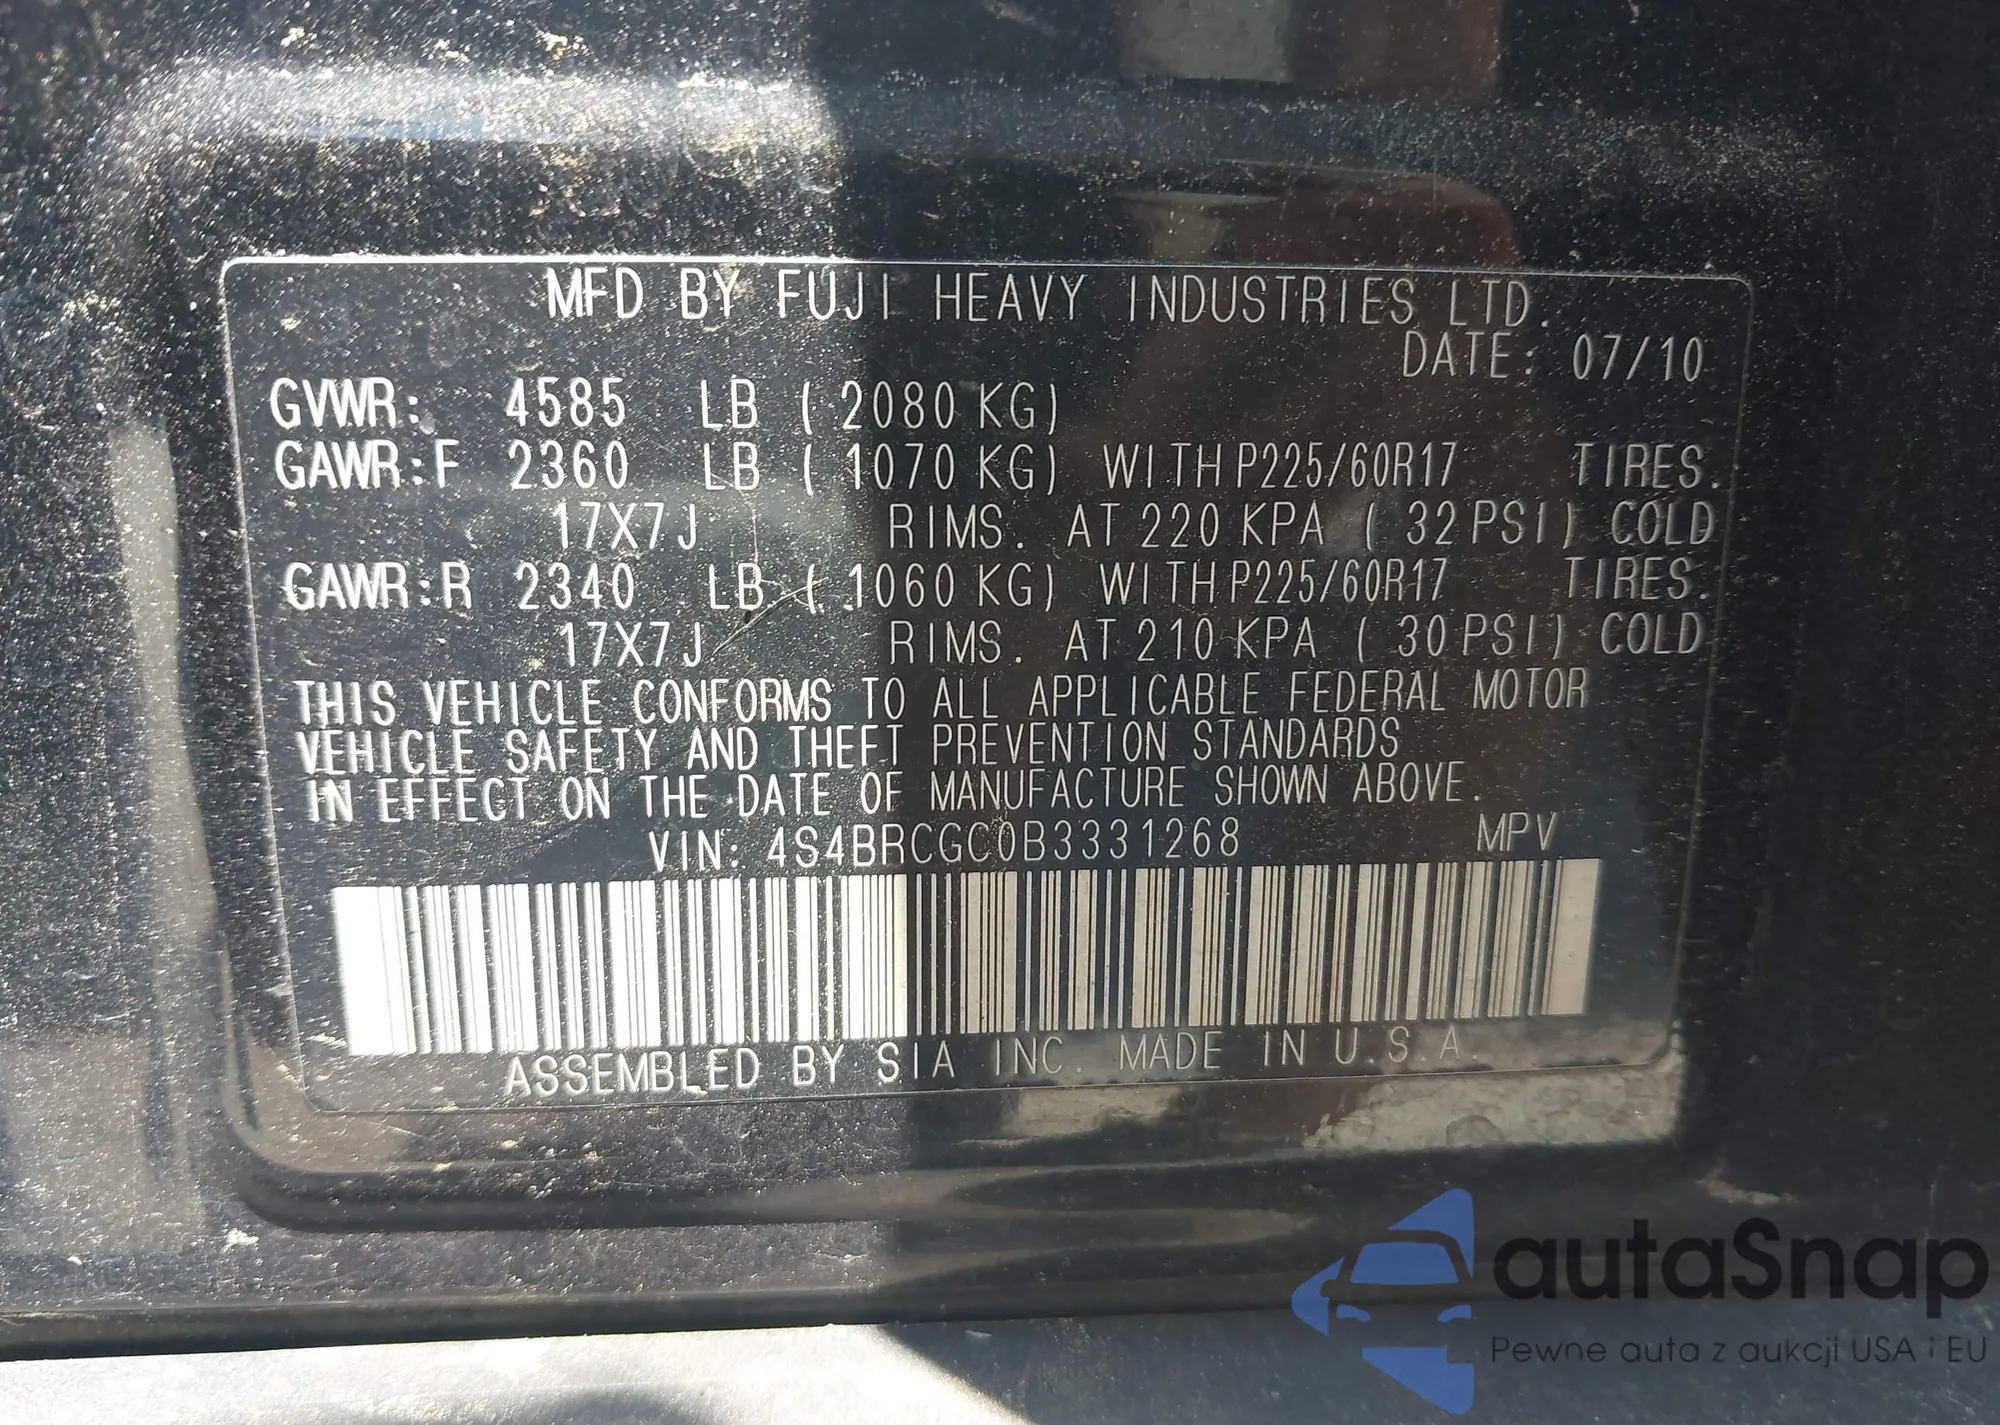 MFD BY FUJI HEAVY INDUSTRIES LTD.
DATE: 07/10
GVWR: 4585 LB (2080 KG)
GAWR:F 2360 LB (1070 KG) WITH P225/60R17 TIRES.
17X7J RIMS. AT 220 KPA (32 PSI) COLD
GAWR:R 2340 LB (1060 KG) WITH P225/60R17 TIRES.
17X7J RIMS. AT 210 KPA (30 PSI) COLD
THIS VEHICLE CONFORMS TO ALL APPLICABLE FEDERAL MOTOR
VEHICLE SAFETY AND THEFT PREVENTION STANDARDS
IN EFFECT ON THE DATE OF MANUFACTURE SHOWN ABOVE.
VIN: 4S4BRCGC0B3331268 MPV
ASSEMBLED BY SIA INC. MADE IN U.S.A.
autaSnap
Pewne auta z aukcji USA i EU